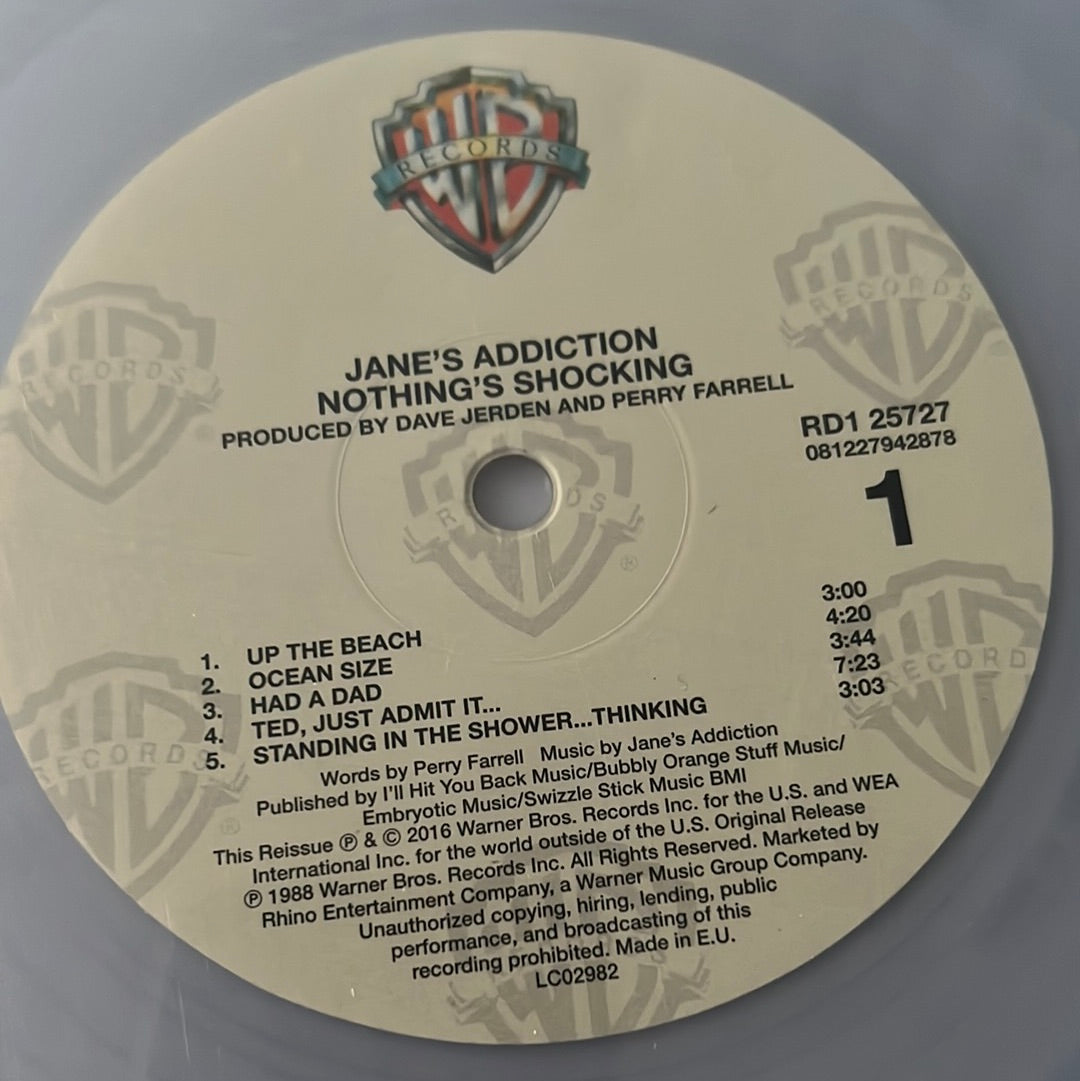 WB
RECORDS
JANE'S ADDICTION
NOTHING'S SHOCKING
PRODUCED BY DAVE JERDEN AND PERRY FARRELL
RD1 25727
081227942878
1
1. UP THE BEACH 3:00
2. OCEAN SIZE 4:20
3. HAD A DAD 3:44
4. TED, JUST ADMIT IT... 7:23
5. STANDING IN THE SHOWER...THINKING 3:03
Words by Perry Farrell Music by Jane's Addiction
Published by I'll Hit You Back Music/Bubbly Orange Stuff Music/
Embryotic Music/Swizzle Stick Music BMI
This Reissue ℗ & © 2016 Warner Bros. Records Inc. for the U.S. and WEA
International Inc. for the world outside of the U.S. Original Release
℗ 1988 Warner Bros. Records Inc. All Rights Reserved. Marketed by
Rhino Entertainment Company, a Warner Music Group Company.
Unauthorized copying, hiring, lending, public
performance, and broadcasting of this
recording prohibited. Made in E.U.
LC02982